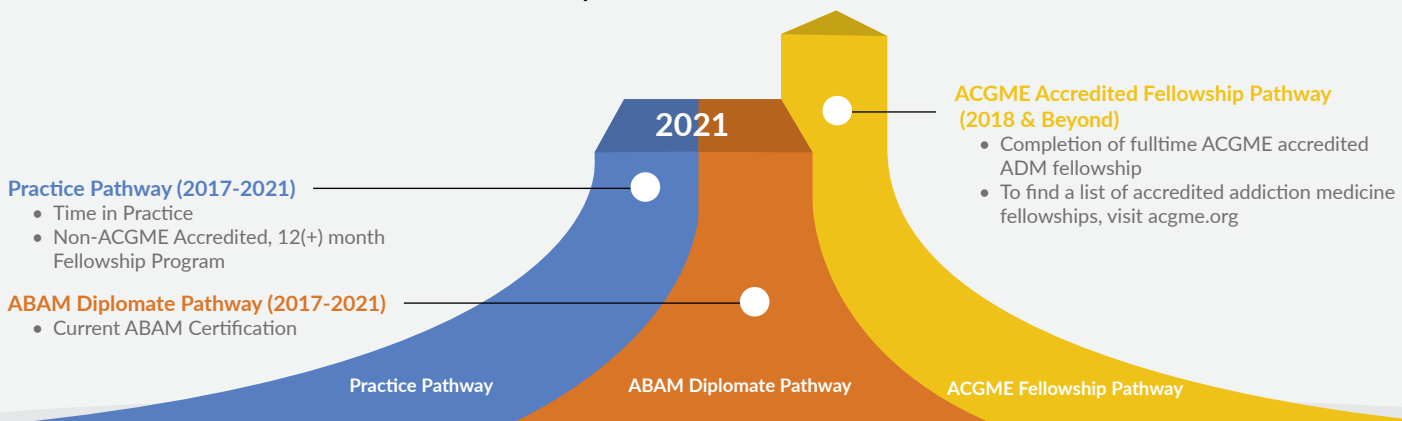 2021
Practice Pathway (2017-2021)
• Time in Practice
• Non-ACGME Accredited, 12(+) month
Fellowship Program
ABAM Diplomate Pathway (2017-2021)
• Current ABAM Certification
ACGME Accredited Fellowship Pathway
(2018 & Beyond)
• Completion of fulltime ACGME accredited
ADM fellowship
• To find a list of accredited addiction medicine
fellowships, visit acgme.org
Practice Pathway
ABAM Diplomate Pathway
ACGME Fellowship Pathway